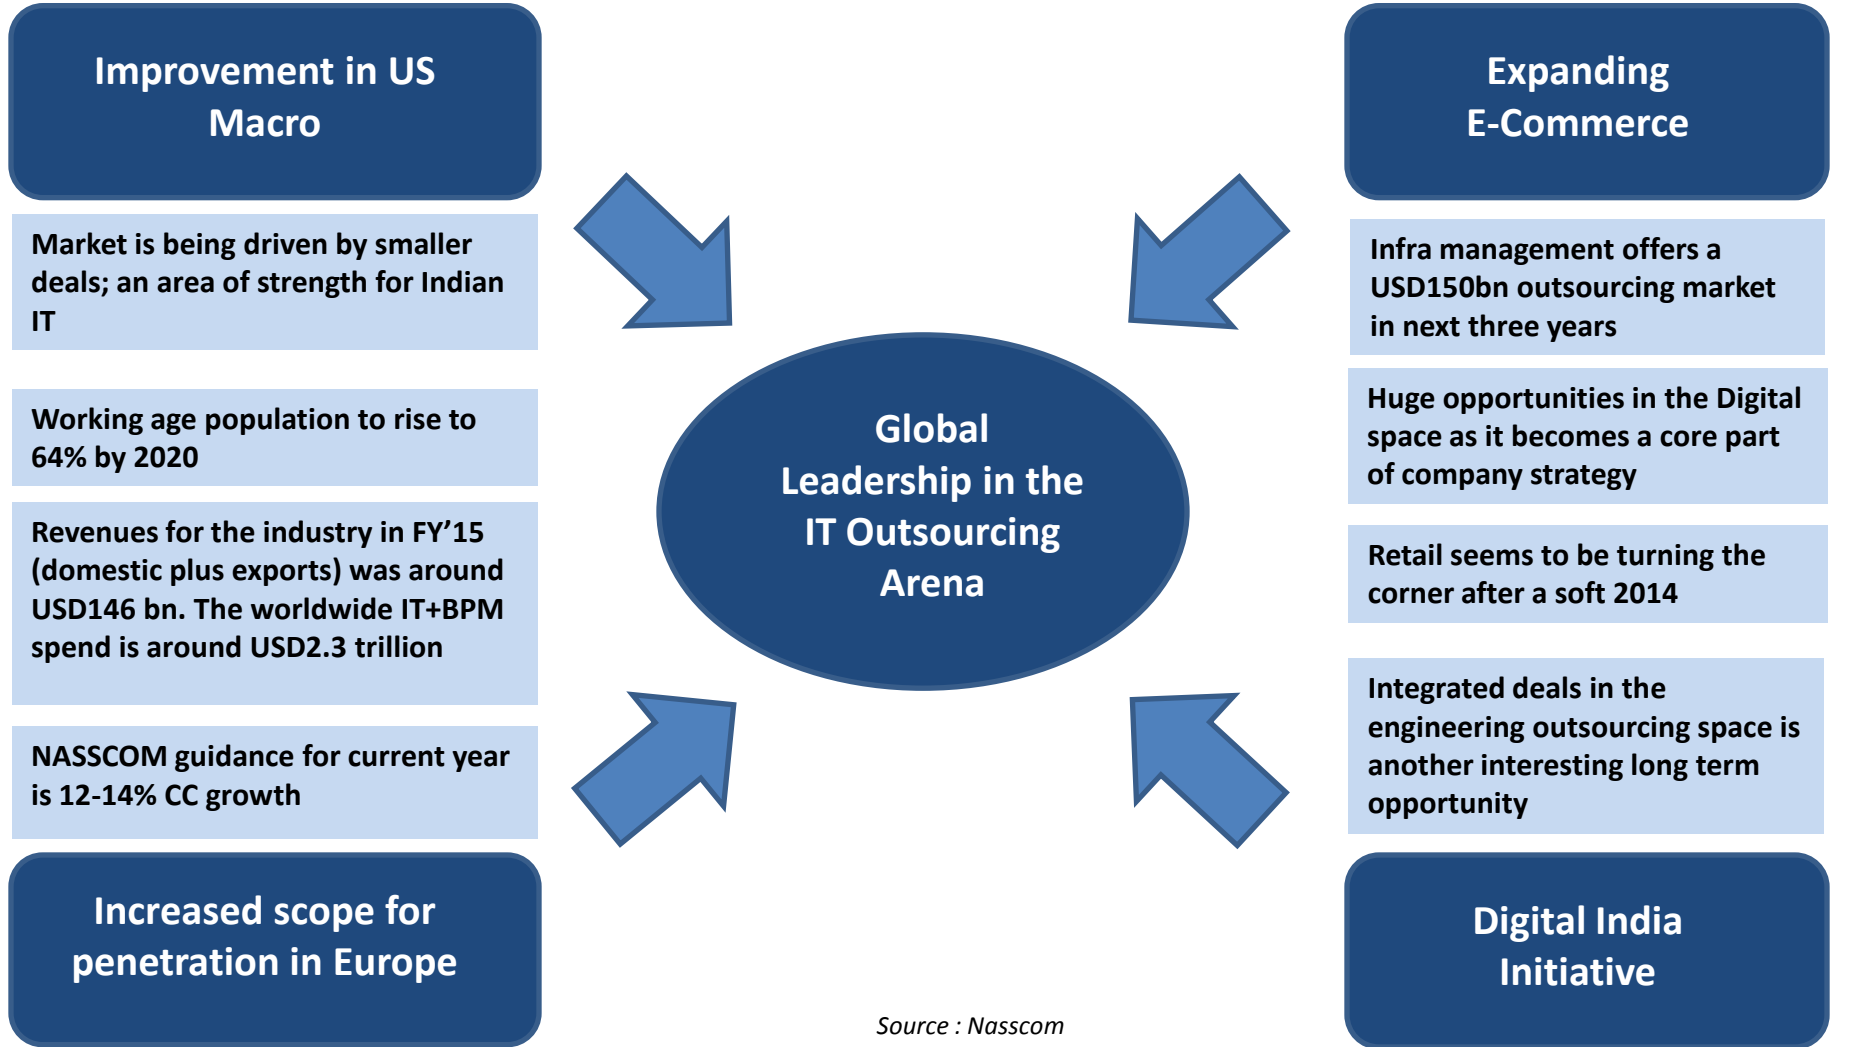 Improvement in US
Macro
Market is being driven by smaller
deals; an area of strength for Indian
IT
Working age population to rise to
64% by 2020
Revenues for the industry in FY’15
(domestic plus exports) was around
USD146 bn. The worldwide IT+BPM
spend is around USD2.3 trillion
NASSCOM guidance for current year
is 12-14% CC growth
Increased scope for
penetration in Europe
Global
Leadership in the
IT Outsourcing
Arena
Expanding
E-Commerce
Infra management offers a
USD150bn outsourcing market
in next three years
Huge opportunities in the Digital
space as it becomes a core part
of company strategy
Retail seems to be turning the
corner after a soft 2014
Integrated deals in the
engineering outsourcing space is
another interesting long term
opportunity
Digital India
Initiative
Source : Nasscom